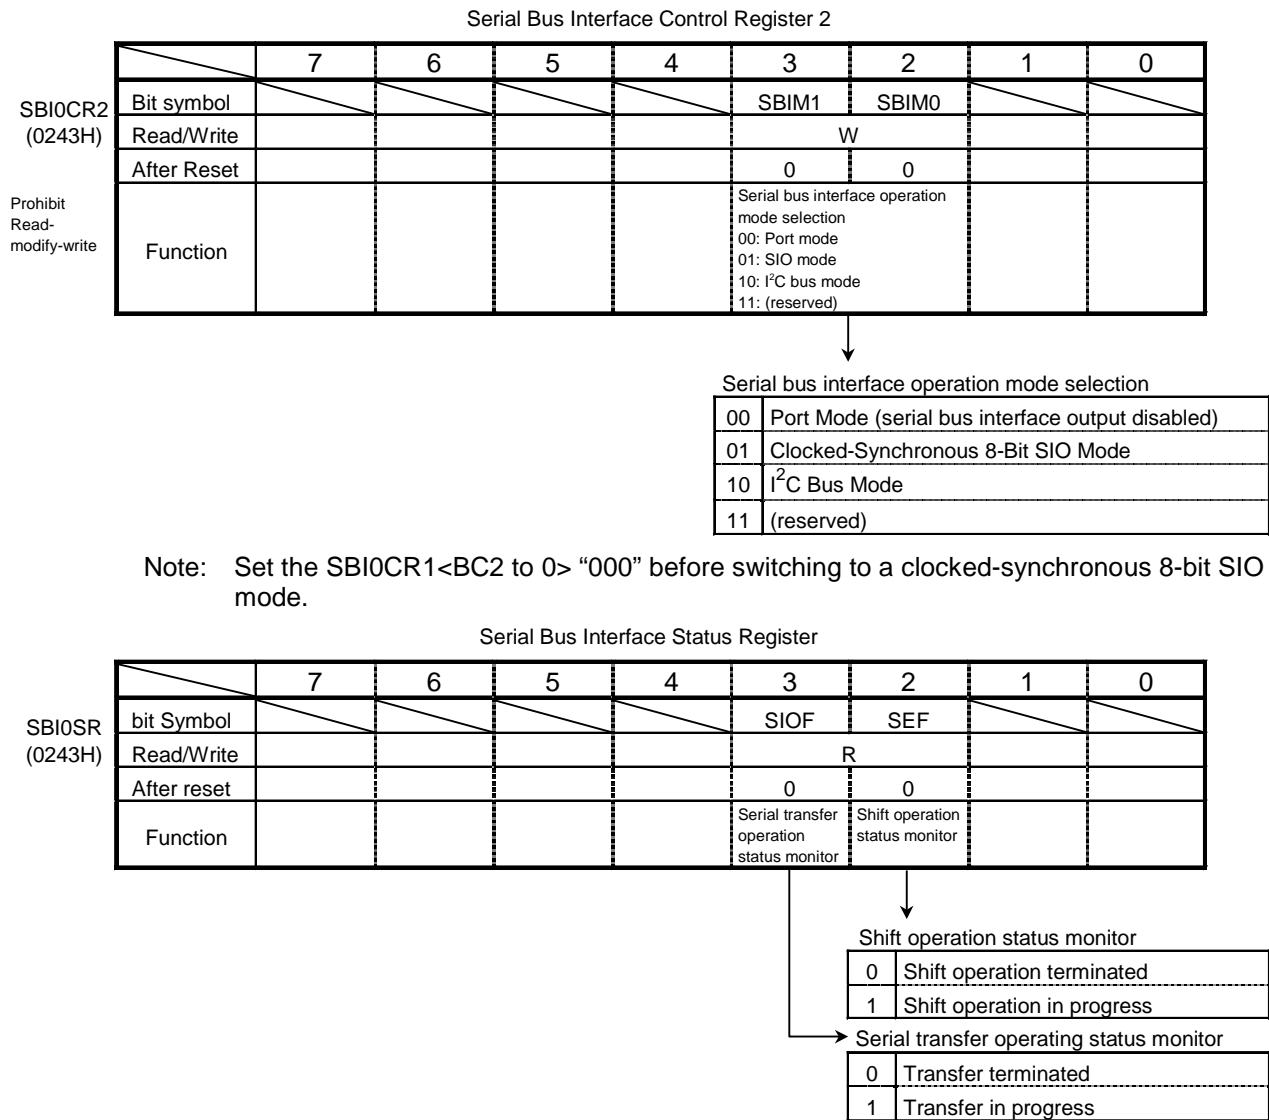 Serial Bus Interface Control Register 2
7 6 5 4 3 2 1 0
SBI0CR2
(0243H)
Bit symbol SBIM1 SBIM0
Read/Write W
After Reset 0 0
Prohibit
Read-
modify-write
Function
Serial bus interface operation
mode selection
00: Port mode
01: SIO mode
10: I²C bus mode
11: (reserved)
Serial bus interface operation mode selection
00 Port Mode (serial bus interface output disabled)
01 Clocked-Synchronous 8-Bit SIO Mode
10 I²C Bus Mode
11 (reserved)
Note: Set the SBI0CR1<BC2 to 0> “000” before switching to a clocked-synchronous 8-bit SIO
mode.
Serial Bus Interface Status Register
7 6 5 4 3 2 1 0
SBI0SR
(0243H)
bit Symbol SIOF SEF
Read/Write R
After reset 0 0
Function
Serial transfer
operation
status monitor
Shift operation
status monitor
Shift operation status monitor
0 Shift operation terminated
1 Shift operation in progress
Serial transfer operating status monitor
0 Transfer terminated
1 Transfer in progress